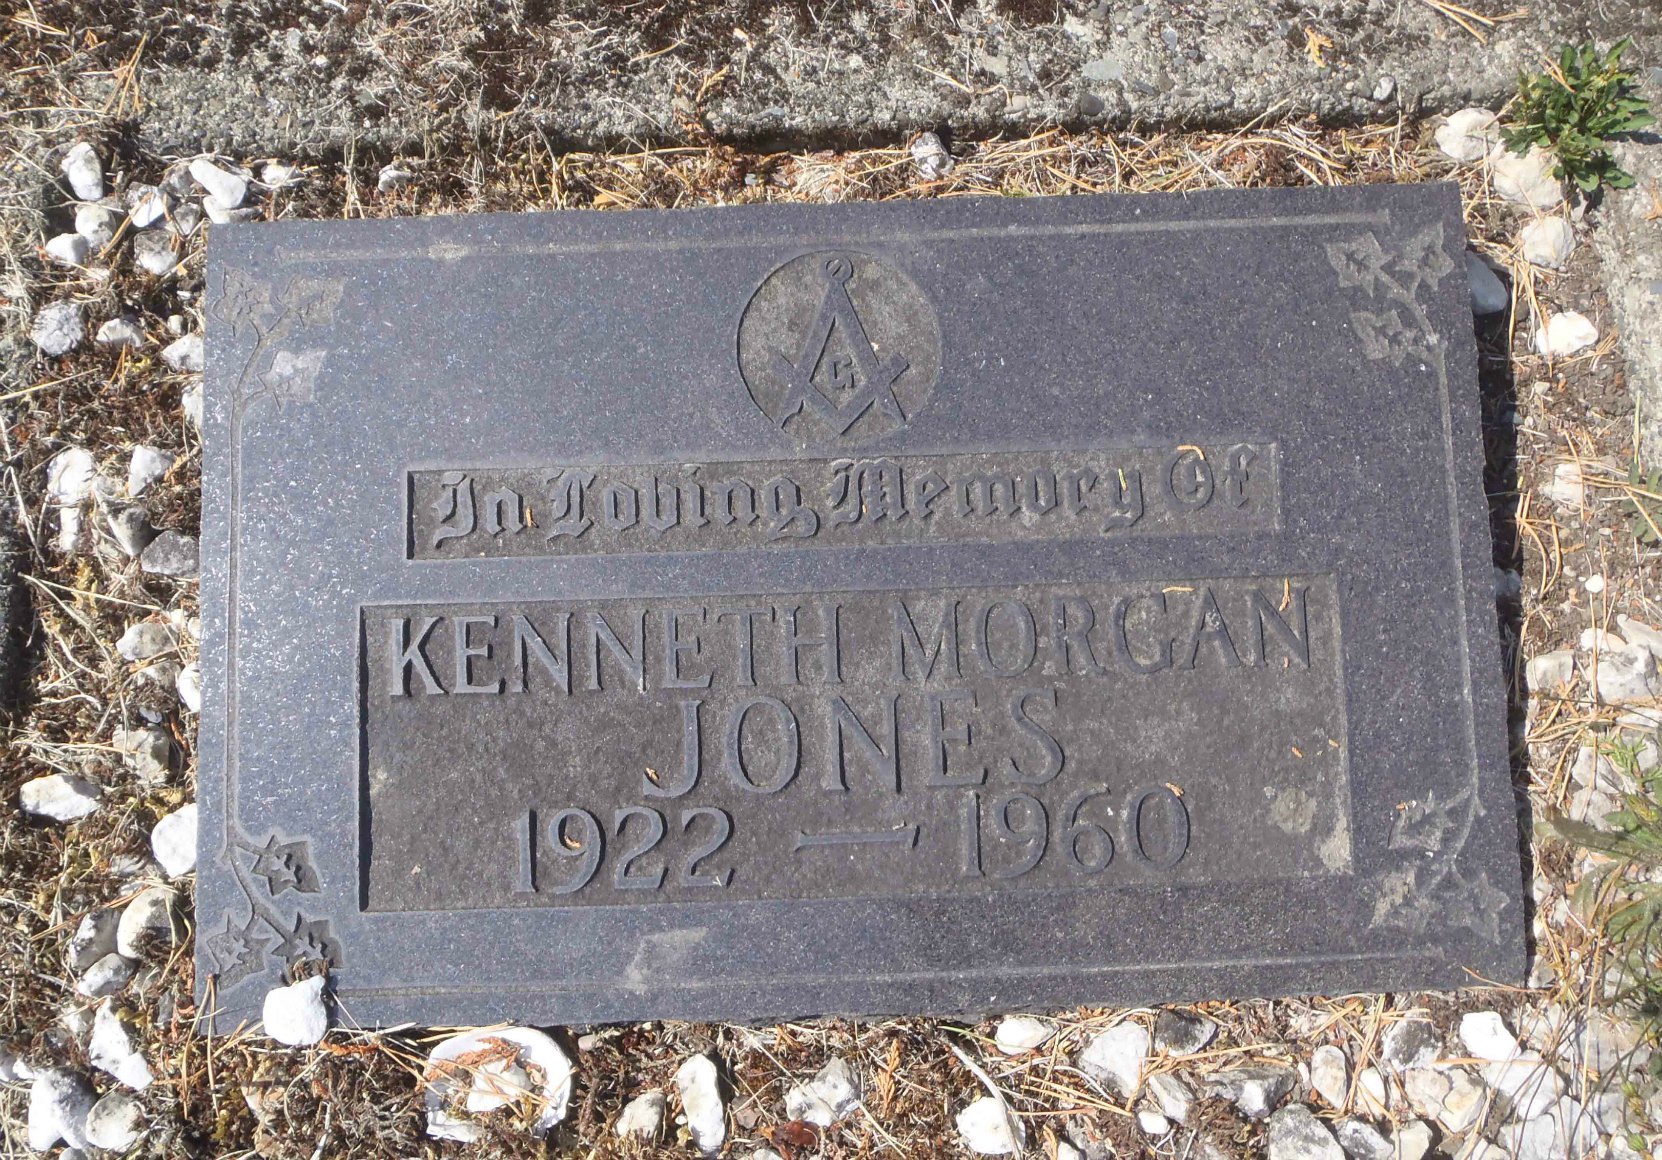 G
In Loving Memory Of
KENNETH MORGAN
JONES
1922 — 1960